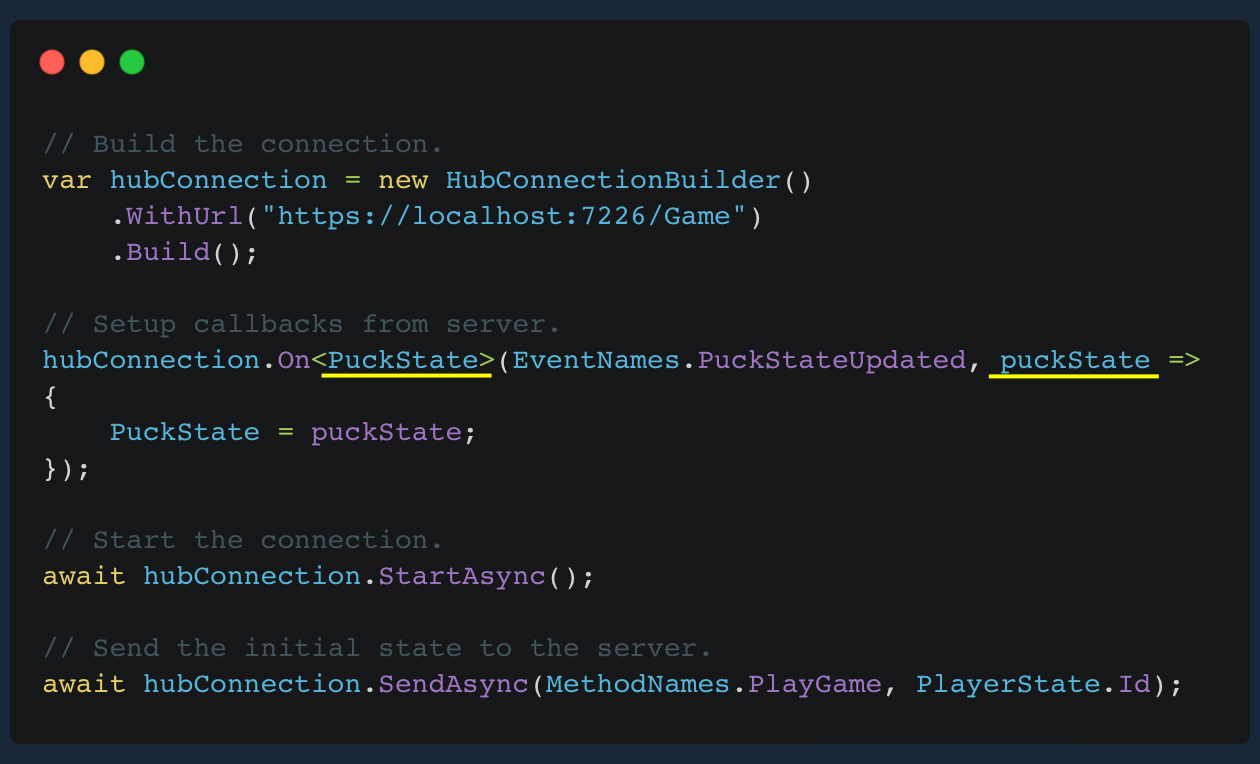 // Build the connection.
var hubConnection = new HubConnectionBuilder()
    .WithUrl("https://localhost:7226/Game")
    .Build();

// Setup callbacks from server.
hubConnection.On<PuckState>(EventNames.PuckStateUpdated, puckState =>
{
    PuckState = puckState;
});

// Start the connection.
await hubConnection.StartAsync();

// Send the initial state to the server.
await hubConnection.SendAsync(MethodNames.PlayGame, PlayerState.Id);